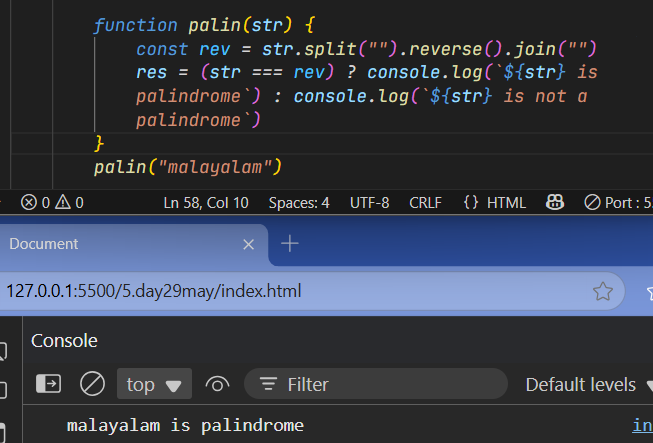 function palin(str) {
const rev = str.split("").reverse().join("")
res = (str === rev) ? console.log(`${str} is
palindrome`) : console.log(`${str} is not a
palindrome`)
}
palin("malayalam")
0 0 Ln 58, Col 10 Spaces: 4 UTF-8 CRLF {} HTML Port : 5
Document
127.0.0.1:5500/5.day29may/index.html
Console
top Filter Default levels
malayalam is palindrome in